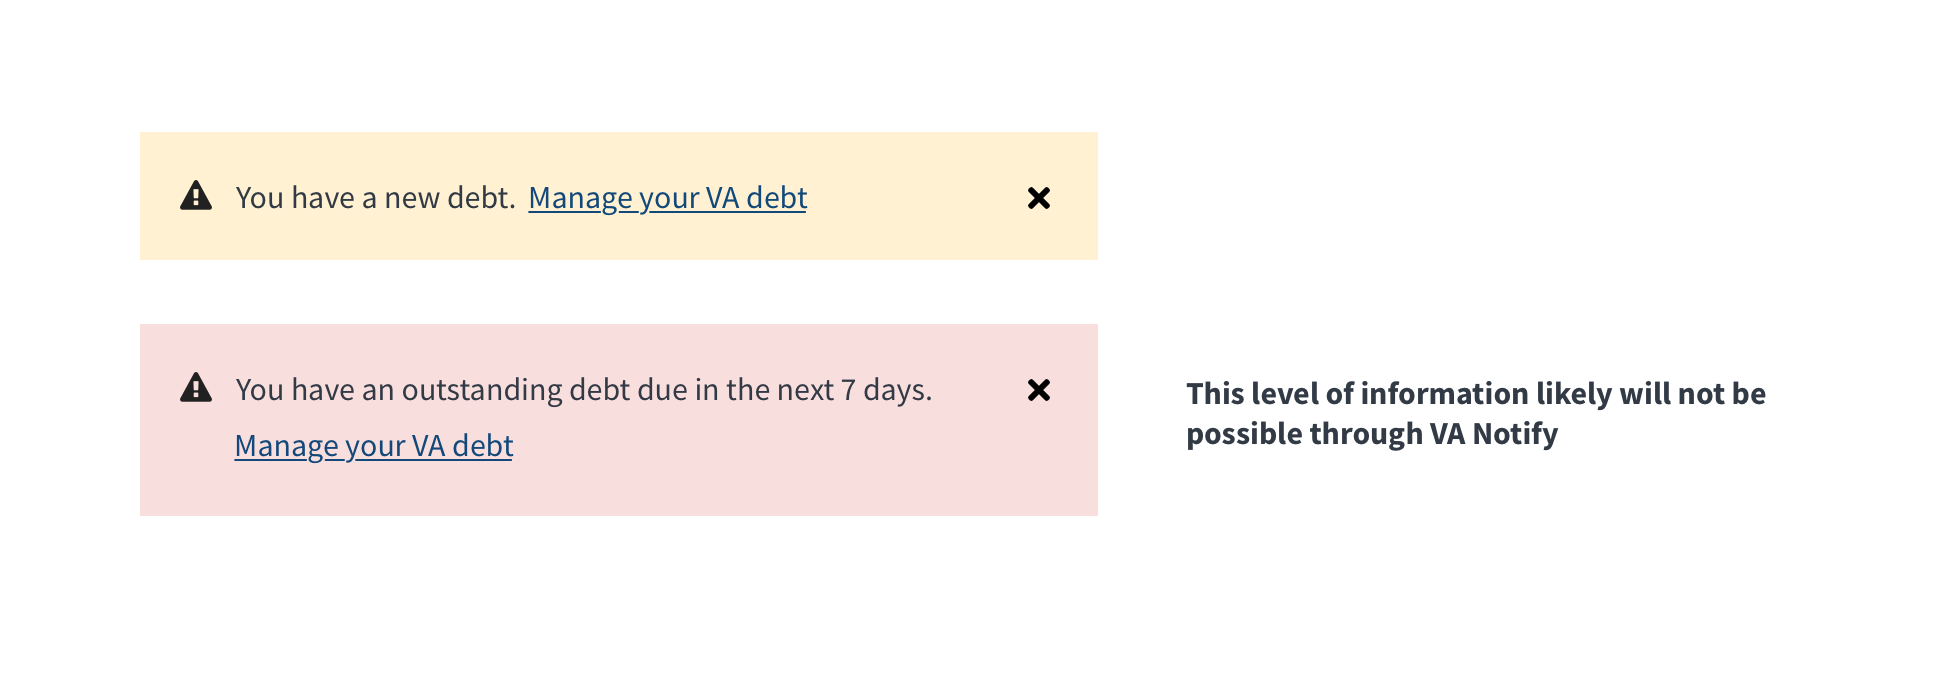 You have a new debt. Manage your VA debt
You have an outstanding debt due in the next 7 days.
Manage your VA debt
This level of information likely will not be
possible through VA Notify